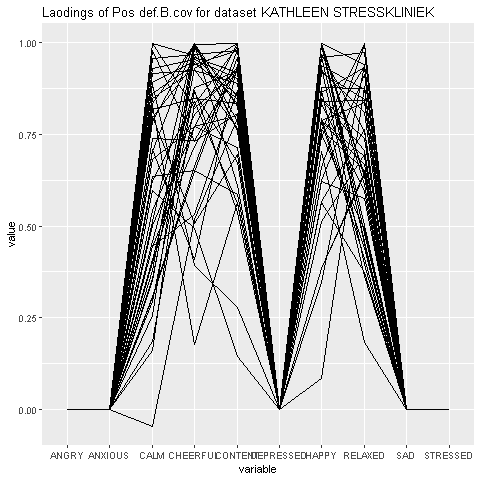 Laodings of Pos def.B.cov for dataset KATHLEEN STRESSKLINIEK
1.00
0.75
0.50
0.25
0.00
value
ANGRY ANXIOUS CALM CHEERFUL CONTENT DEPRESSED HAPPY RELAXED SAD STRESSED
variable